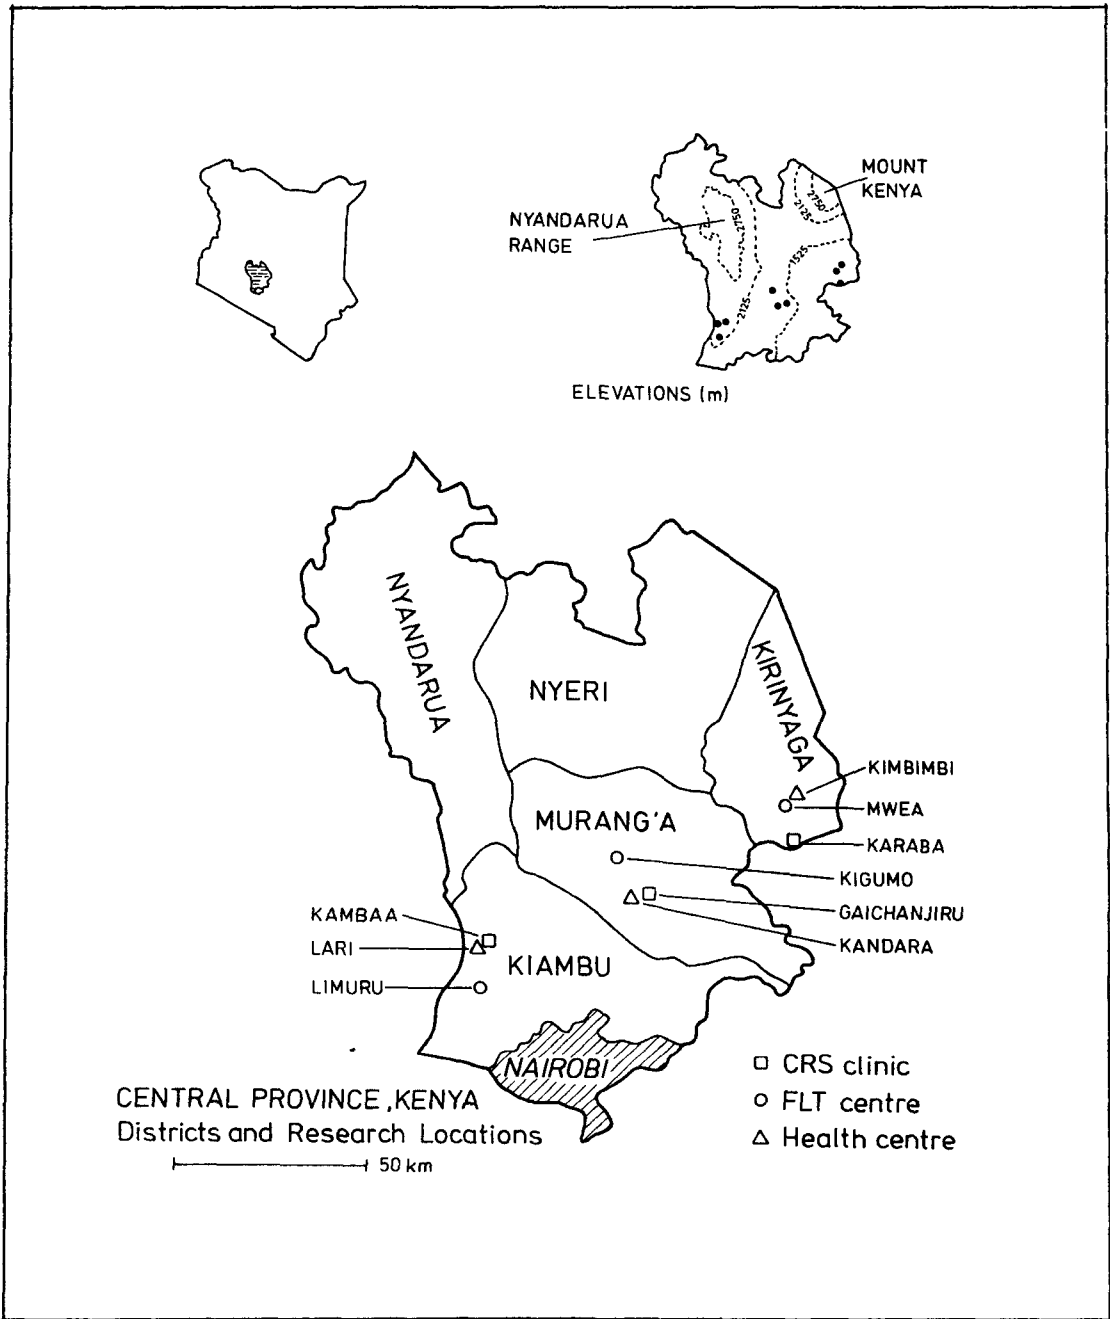 MOUNT
KENYA
NYANDARUA
RANGE
2750
2125
2750
1525
2125
ELEVATIONS (m)
NYANDARUA
NYERI
KIRINYAGA
KIMBIMBI
MWEA
MURANG'A
KARABA
KIGUMO
GAICHANJIRU
KANDARA
KAMBAA
LARI
KIAMBU
LIMURU
NAIROBI
CENTRAL PROVINCE, KENYA
Districts and Research Locations
50 km
CRS clinic
FLT centre
Health centre